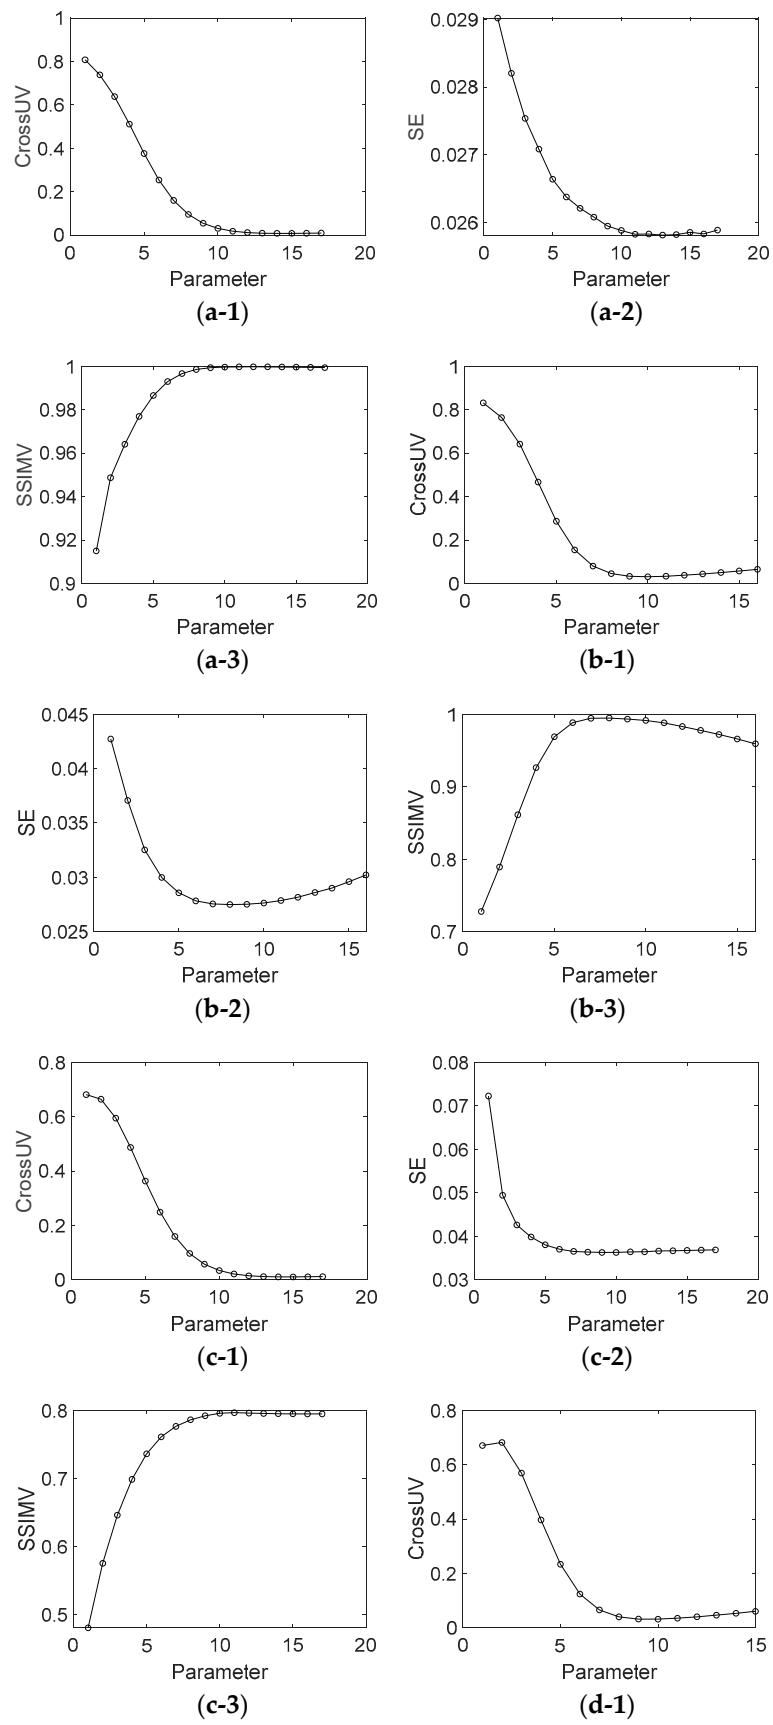 1
0.8
0.6
0.4
0.2
0
CrossUV
0 5 10 15 20
Parameter
(a-1)
0.029
0.028
0.027
0.026
SE
0 5 10 15 20
Parameter
(a-2)
1
0.98
0.96
0.94
0.92
0.9
SSIMV
0 5 10 15 20
Parameter
(a-3)
1
0.8
0.6
0.4
0.2
0
CrossUV
0 5 10 15
Parameter
(b-1)
0.045
0.04
0.035
0.03
0.025
SE
0 5 10 15
Parameter
(b-2)
1
0.9
0.8
0.7
SSIMV
0 5 10 15
Parameter
(b-3)
0.8
0.6
0.4
0.2
0
CrossUV
0 5 10 15 20
Parameter
(c-1)
0.08
0.07
0.06
0.05
0.04
0.03
SE
0 5 10 15 20
Parameter
(c-2)
0.8
0.7
0.6
0.5
SSIMV
0 5 10 15 20
Parameter
(c-3)
0.8
0.6
0.4
0.2
0
CrossUV
0 5 10 15
Parameter
(d-1)